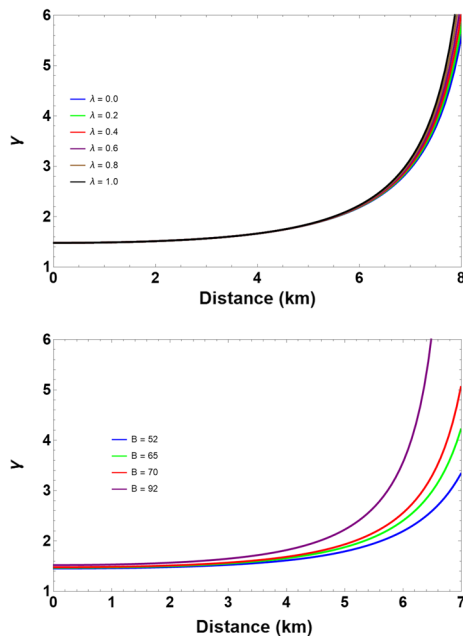 6
5
4
3
2
1
γ
λ = 0.0
λ = 0.2
λ = 0.4
λ = 0.6
λ = 0.8
λ = 1.0
0 2 4 6 8
Distance (km)
6
5
4
3
2
1
γ
B = 52
B = 65
B = 70
B = 92
0 1 2 3 4 5 6 7
Distance (km)